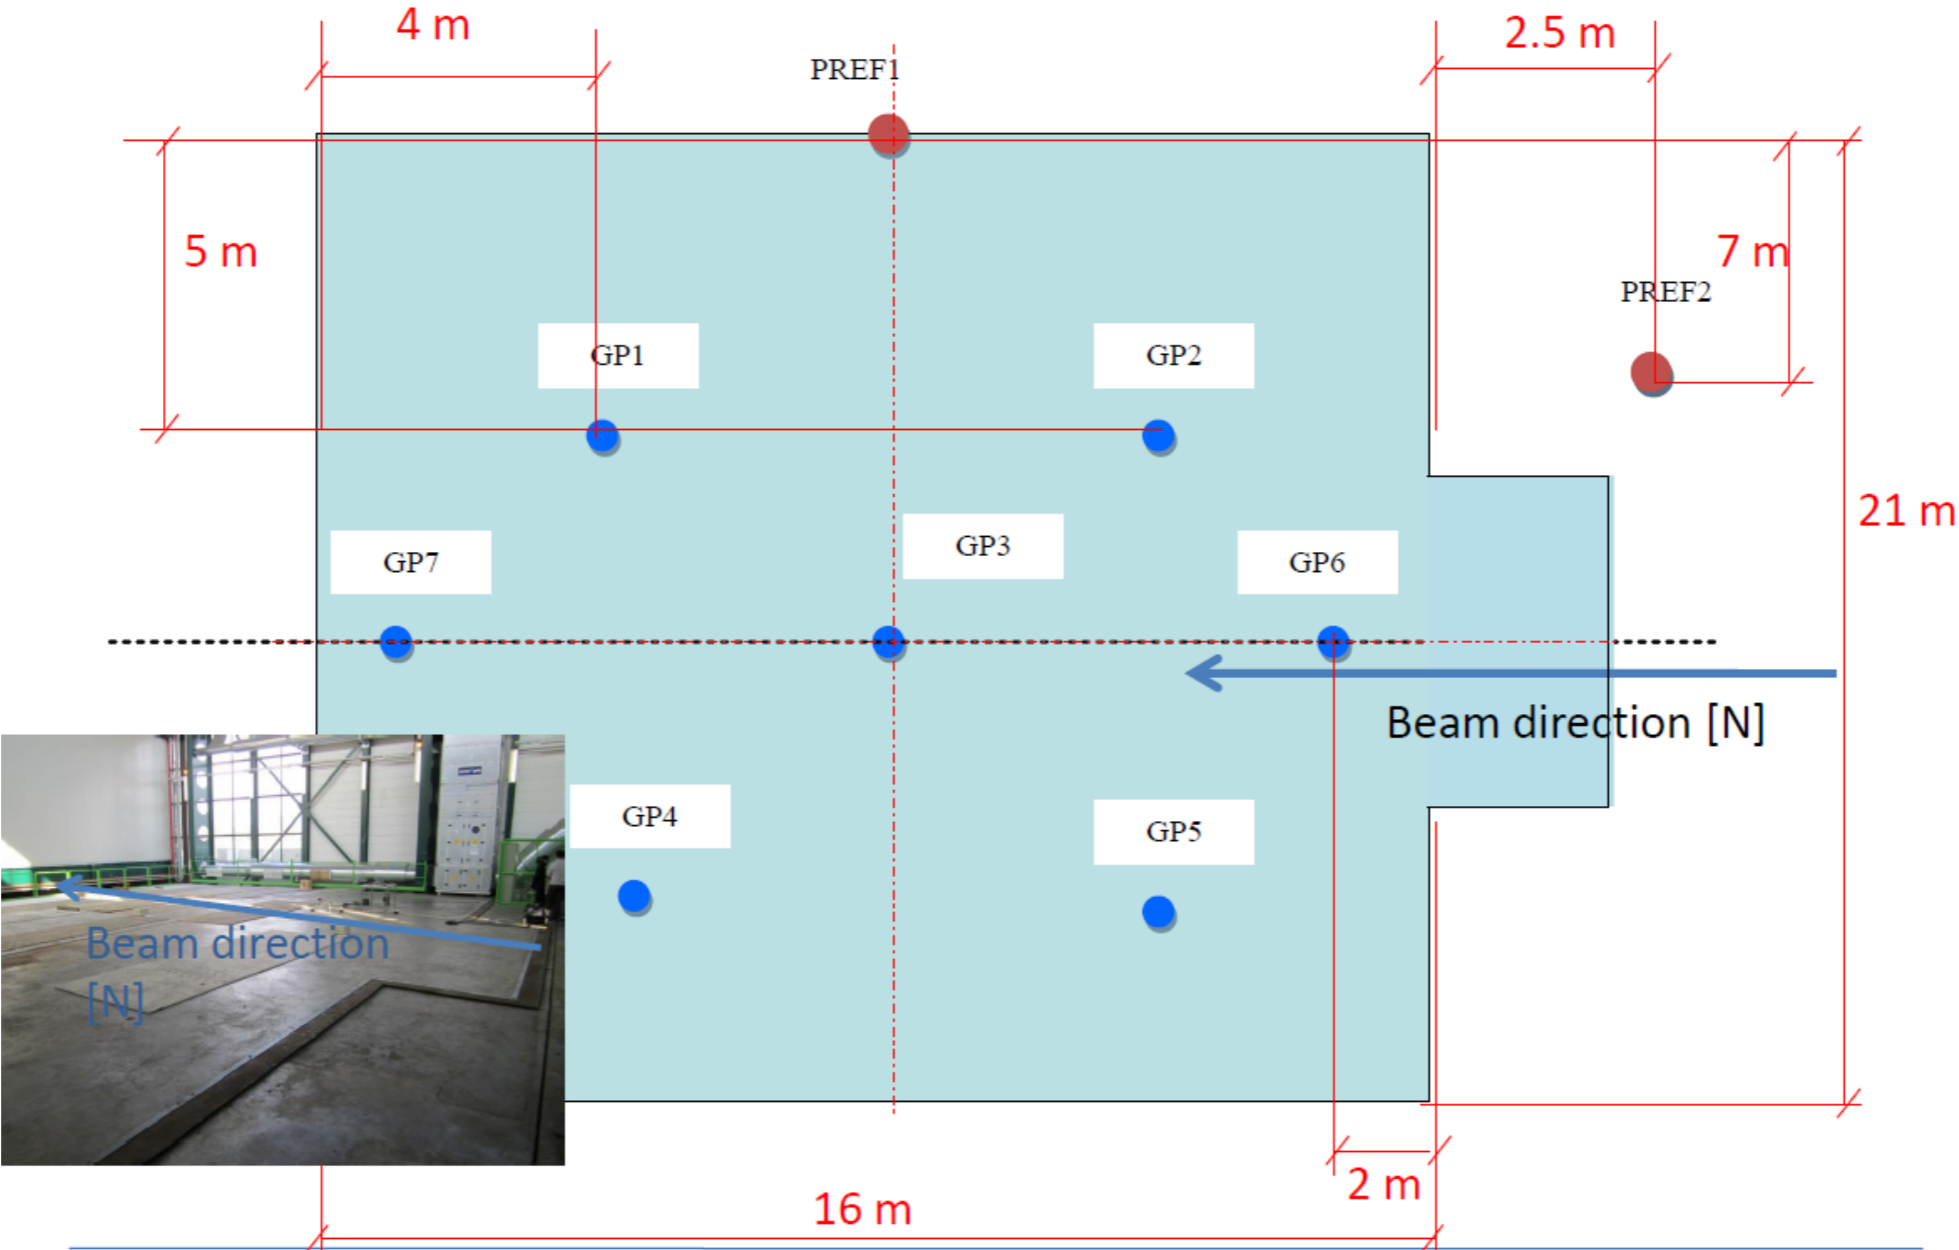 4 m
2.5 m
PREF1
5 m
7 m
PREF2
GP1
GP2
21 m
GP7
GP3
GP6
Beam direction [N]
GP4
GP5
Beam direction
[N]
2 m
16 m